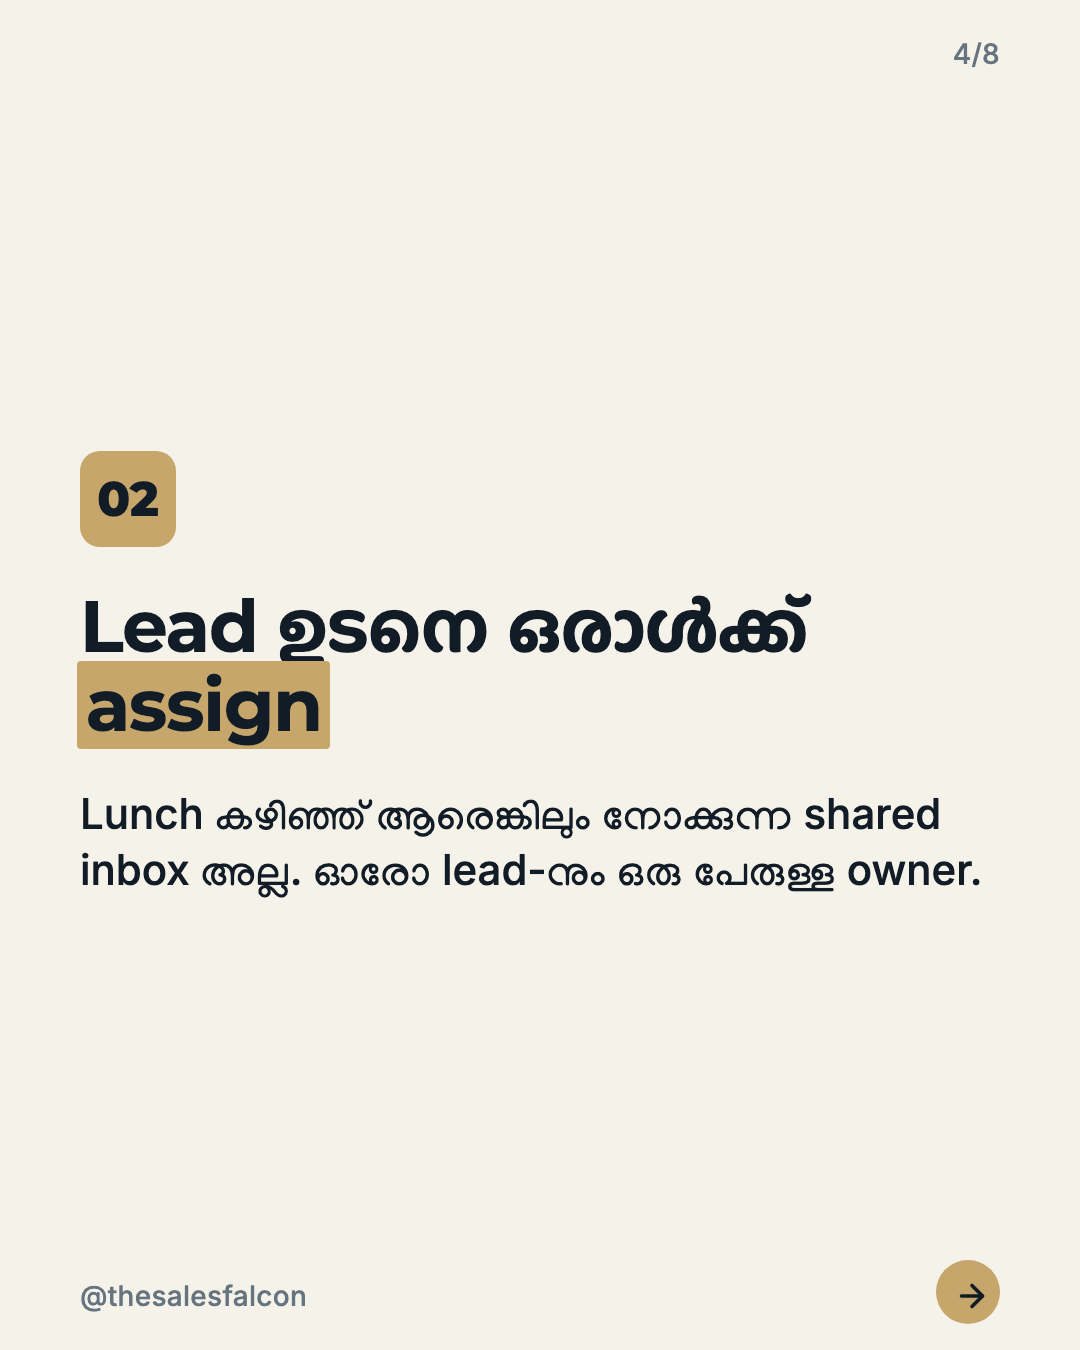 4/8
02
Lead ഉടനെ ഒരാൾക്ക്
assign
Lunch കഴിഞ്ഞ് ആരെങ്കിലും നോക്കുന്ന shared
inbox അല്ല. ഓരോ lead-നും ഒരു പേരുള്ള owner.
@thesalesfalcon